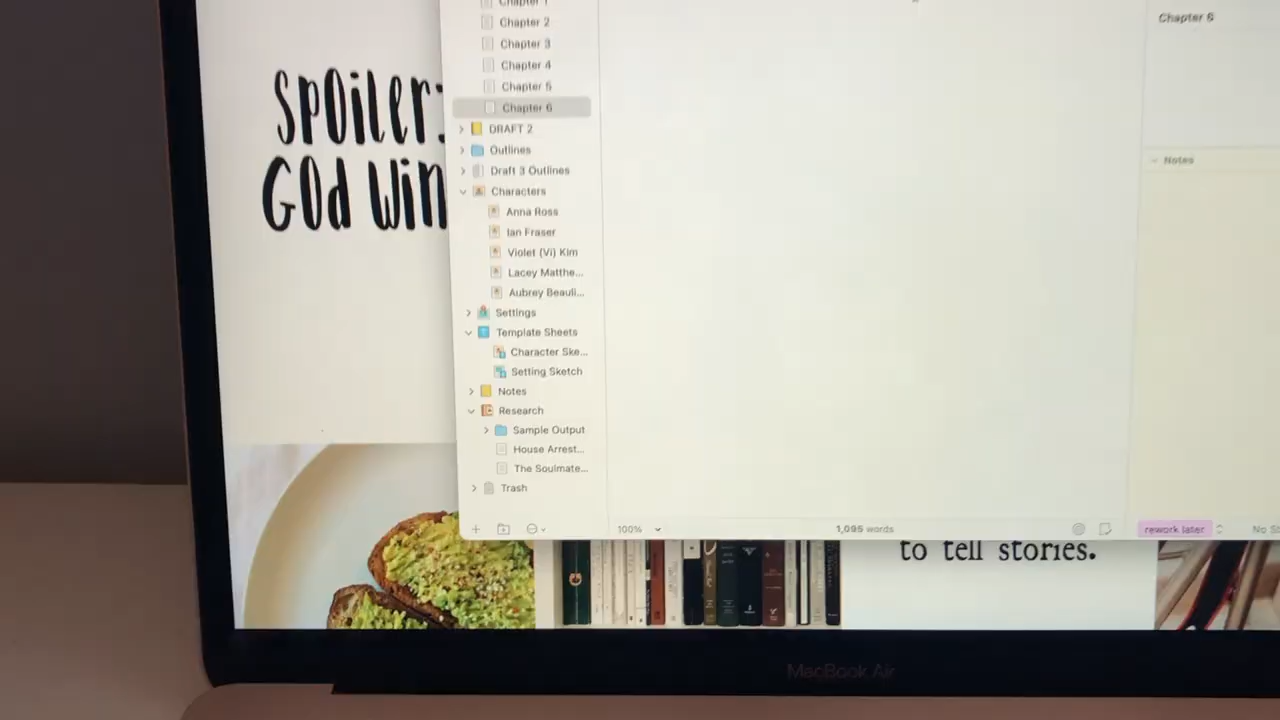 Chapter 1
Chapter 2
Chapter 3
Chapter 4
Chapter 5
Chapter 6
DRAFT 2
Outlines
Draft 3 Outlines
Characters
Anna Ross
Ian Fraser
Violet (Vi) Kim
Lacey Matthe...
Aubrey Beauli...
Settings
Template Sheets
Character Ske...
Setting Sketch
Notes
Research
Sample Output
House Arrest...
The Soulmate...
Trash
100%
1,095 words
Chapter 6
Notes
rework later
No S
SPOiler:
GOd Win
to tell stories.
MacBook Air